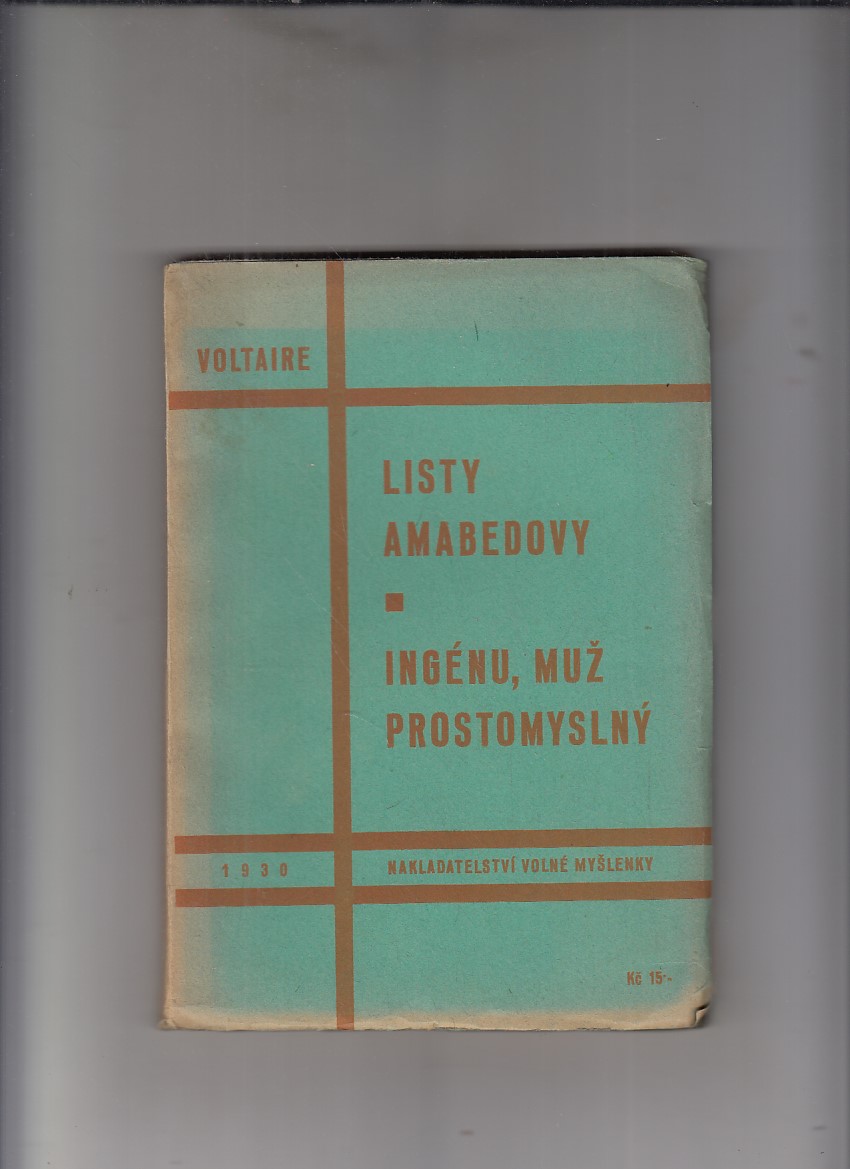 VOLTAIRE
LISTY
AMABEDOVY
INGÉNU, MUŽ
PROSTOMYSLNÝ
1930
NAKLADATELSTVÍ VOLNÉ MYŠLENKY
Kč 15·-